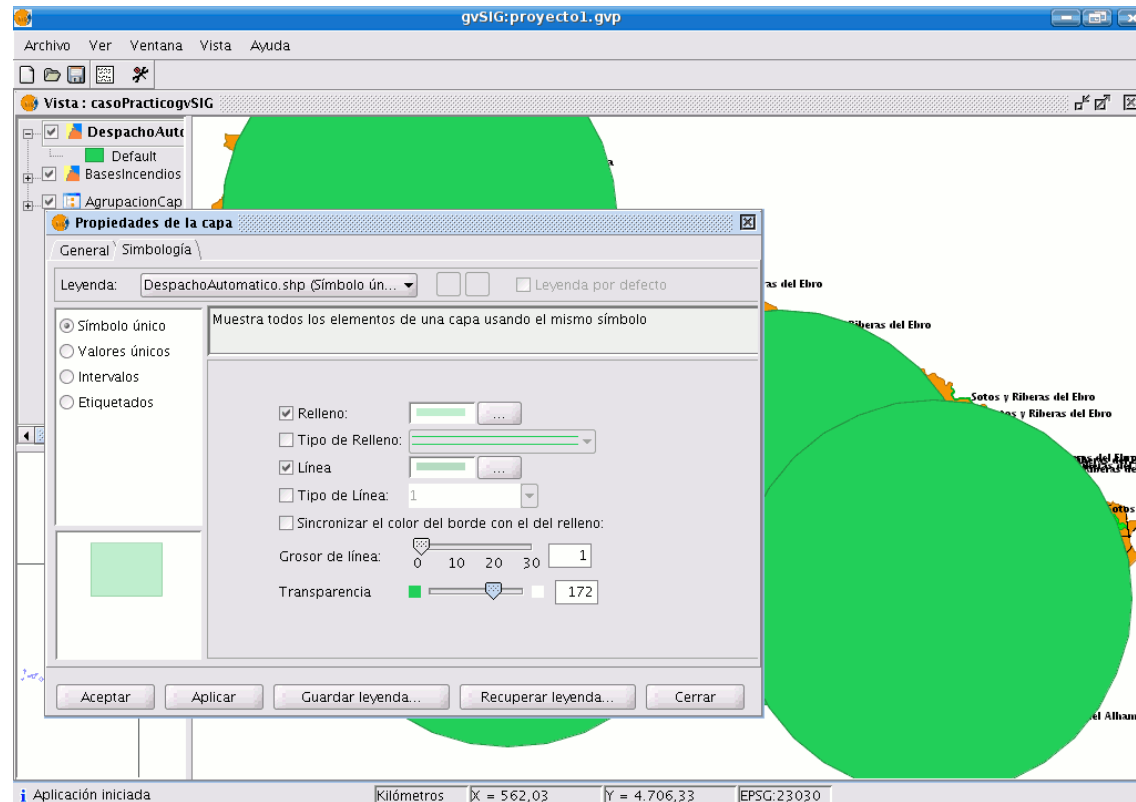 gvSIG:proyecto1.gvp
Archivo Ver Ventana Vista Ayuda
Vista : casoPracticogvSIG
DespachoAuto
Default
BasesIncendios
AgrupacionCap
Propiedades de la capa
General Simbología
Leyenda: DespachoAutomatico.shp (Símbolo ún... Leyenda por defecto
Símbolo único
Valores únicos
Intervalos
Etiquetados
Muestra todos los elementos de una capa usando el mismo símbolo
Relleno: ...
Tipo de Relleno:
Línea ...
Tipo de Línea: 1
Sincronizar el color del borde con el del relleno:
Grosor de línea: 0 10 20 30 1
Transparencia 172
Aceptar Aplicar Guardar leyenda... Recuperar leyenda... Cerrar
as del Ebro
Riberas del Ebro
Sotos y Riberas del Ebro
os y Riberas del Ebro
otos
el Alham
Aplicación iniciada Kilómetros X = 562,03 Y = 4.706,33 EPSG:23030